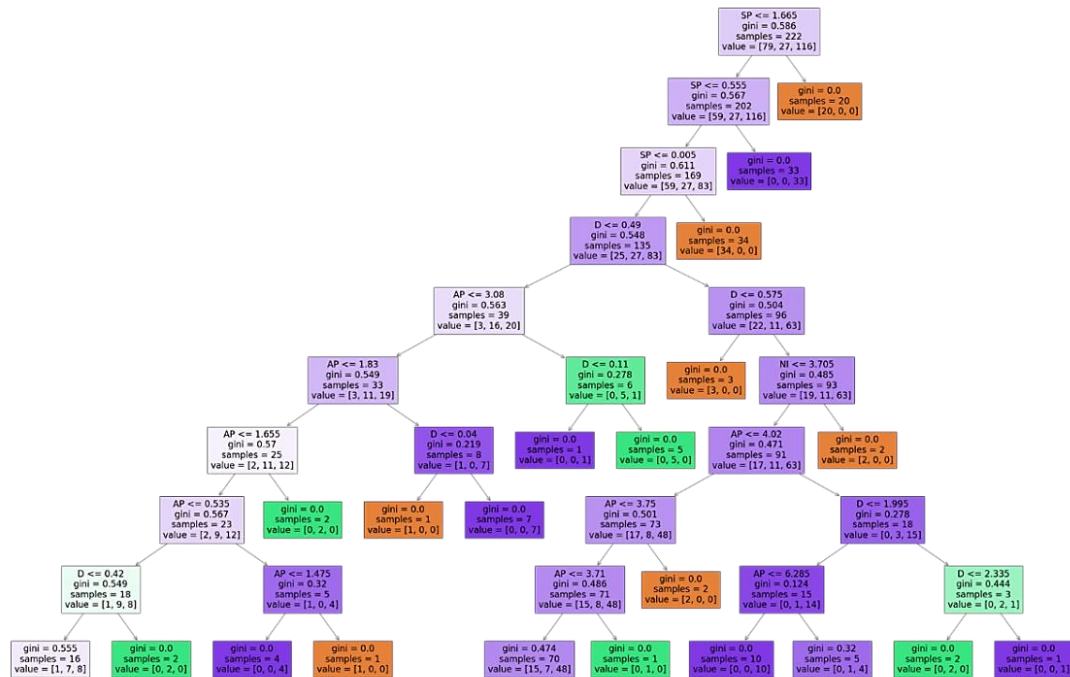 SP <= 1.665
gini = 0.586
samples = 222
value = [79, 27, 116]
SP <= 0.555
gini = 0.567
samples = 202
value = [59, 27, 116]
gini = 0.0
samples = 20
value = [20, 0, 0]
SP <= 0.005
gini = 0.611
samples = 169
value = [59, 27, 83]
gini = 0.0
samples = 33
value = [0, 0, 33]
D <= 0.49
gini = 0.548
samples = 135
value = [25, 27, 83]
gini = 0.0
samples = 34
value = [34, 0, 0]
AP <= 3.08
gini = 0.563
samples = 39
value = [3, 16, 20]
D <= 0.575
gini = 0.504
samples = 96
value = [22, 11, 63]
AP <= 1.83
gini = 0.549
samples = 33
value = [3, 11, 19]
D <= 0.11
gini = 0.278
samples = 6
value = [0, 5, 1]
gini = 0.0
samples = 3
value = [3, 0, 0]
NI <= 3.705
gini = 0.485
samples = 93
value = [19, 11, 63]
AP <= 1.655
gini = 0.57
samples = 25
value = [2, 11, 12]
D <= 0.04
gini = 0.219
samples = 8
value = [1, 0, 7]
gini = 0.0
samples = 1
value = [0, 0, 1]
gini = 0.0
samples = 5
value = [0, 5, 0]
AP <= 4.02
gini = 0.471
samples = 91
value = [17, 11, 63]
gini = 0.0
samples = 2
value = [2, 0, 0]
AP <= 0.535
gini = 0.567
samples = 23
value = [2, 9, 12]
gini = 0.0
samples = 2
value = [0, 2, 0]
gini = 0.0
samples = 1
value = [1, 0, 0]
gini = 0.0
samples = 7
value = [0, 0, 7]
AP <= 3.75
gini = 0.501
samples = 73
value = [17, 8, 48]
D <= 1.995
gini = 0.278
samples = 18
value = [0, 3, 15]
D <= 0.42
gini = 0.549
samples = 18
value = [1, 9, 8]
AP <= 1.475
gini = 0.32
samples = 5
value = [1, 0, 4]
AP <= 3.71
gini = 0.486
samples = 71
value = [15, 8, 48]
gini = 0.0
samples = 2
value = [2, 0, 0]
AP <= 6.285
gini = 0.124
samples = 15
value = [0, 1, 14]
D <= 2.335
gini = 0.444
samples = 3
value = [0, 2, 1]
gini = 0.555
samples = 16
value = [1, 7, 8]
gini = 0.0
samples = 2
value = [0, 2, 0]
gini = 0.0
samples = 4
value = [0, 0, 4]
gini = 0.0
samples = 1
value = [1, 0, 0]
gini = 0.474
samples = 70
value = [15, 7, 48]
gini = 0.0
samples = 1
value = [0, 1, 0]
gini = 0.0
samples = 10
value = [0, 0, 10]
gini = 0.32
samples = 5
value = [0, 1, 4]
gini = 0.0
samples = 2
value = [0, 2, 0]
gini = 0.0
samples = 1
value = [0, 0, 1]